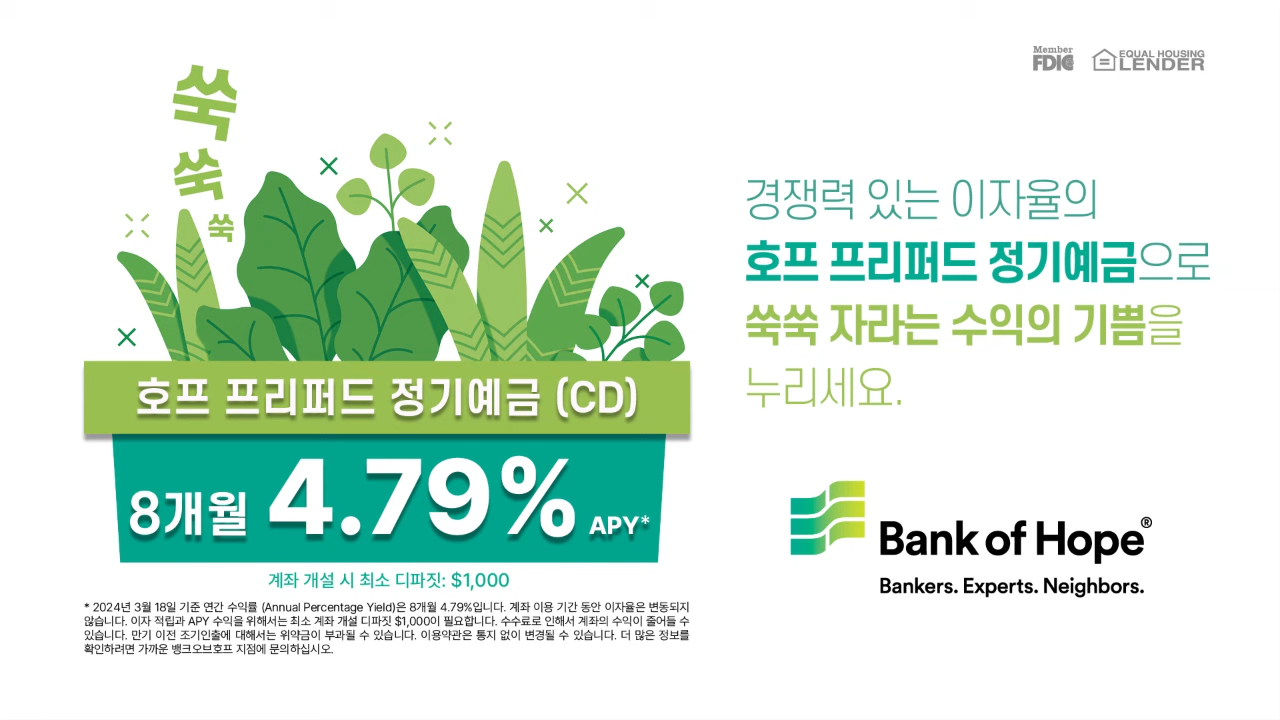 Member
FDIC
EQUAL HOUSING
LENDER
쑥
쑥
쑥
경쟁력 있는 이자율의
호프 프리퍼드 정기예금으로
쑥쑥 자라는 수익의 기쁨을
누리세요.
호프 프리퍼드 정기예금 (CD)
8개월 4.79% APY*
계좌 개설 시 최소 디파짓: $1,000
* 2024년 3월 18일 기준 연간 수익률 (Annual Percentage Yield)은 8개월 4.79%입니다. 계좌 이용 기간 동안 이자율은 변동되지
않습니다. 이자 적립과 APY 수익을 위해서는 최소 계좌 개설 디파짓 $1,000이 필요합니다. 수수료로 인해서 계좌의 수익이 줄어들 수
있습니다. 만기 이전 조기인출에 대해서는 위약금이 부과될 수 있습니다. 이용약관은 통지 없이 변경될 수 있습니다. 더 많은 정보를
확인하려면 가까운 뱅크오브호프 지점에 문의하십시오.
Bank of Hope®
Bankers. Experts. Neighbors.